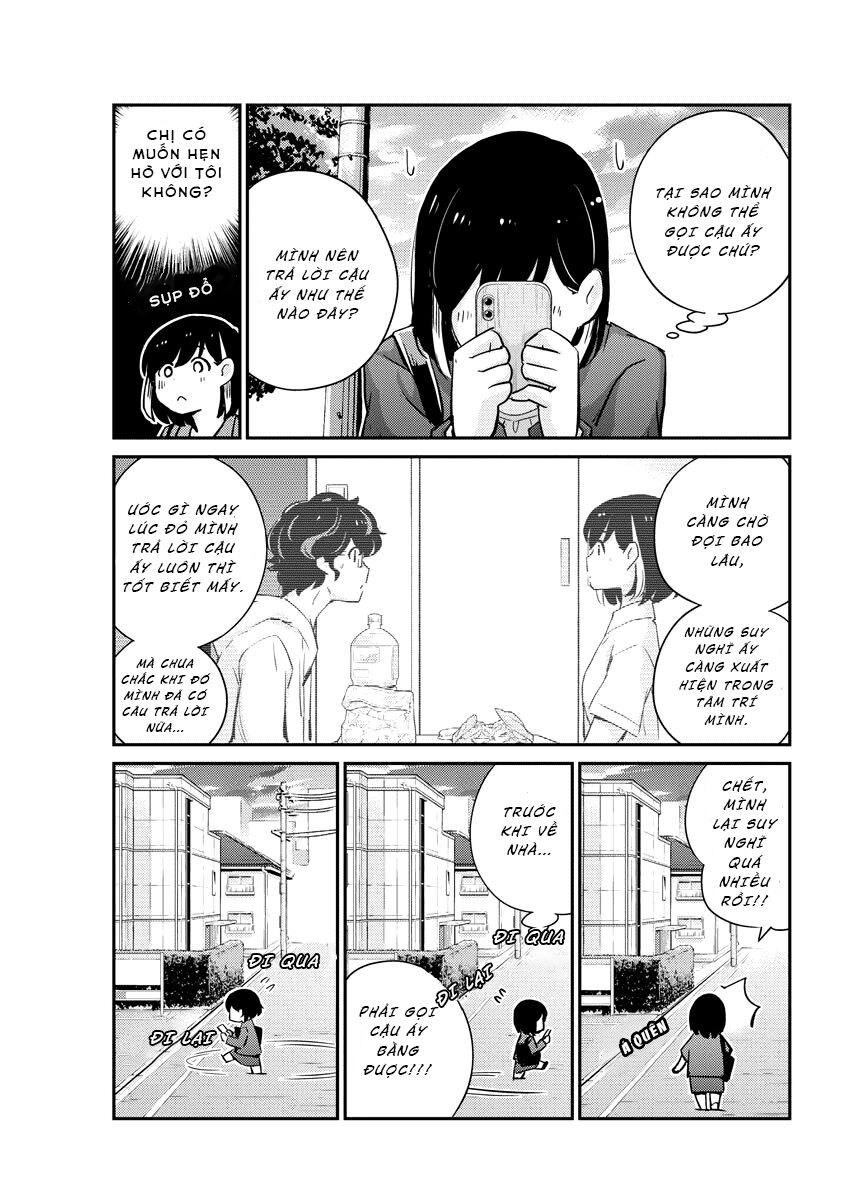 TẠI SAO MÌNH
KHÔNG THỂ
GỌI CẬU ẤY
ĐƯỢC CHỨ?
MÌNH NÊN
TRẢ LỜI CẬU
ẤY NHƯ THẾ
NÀO ĐÂY?
CHỊ CÓ
MUỐN HẸN
HÒ VỚI TÔI
KHÔNG?
SỤP ĐỔ
MÌNH
CÀNG CHỜ
ĐỢI BAO
LÂU,
NHỮNG SUY
NGHĨ ẤY
CÀNG XUẤT
HIỆN TRONG
TÂM TRÍ
MÌNH.
ƯỚC GÌ NGAY
LÚC ĐÓ MÌNH
TRẢ LỜI CẬU
ẤY LUÔN THÌ
TỐT BIẾT MẤY.
MÀ CHƯA
CHẮC KHI ĐÓ
MÌNH ĐÃ CÓ
CÂU TRẢ LỜI
NỮA...
CHẾT,
MÌNH
LẠI SUY
NGHĨ
QUÁ
NHIỀU
RỒI!!
À QUÊN
TRƯỚC
KHI VỀ
NHÀ...
ĐI QUA
ĐI LẠI
PHẢI GỌI
CẬU ẤY
BẰNG
ĐƯỢC!!!
ĐI QUA
ĐI LẠI